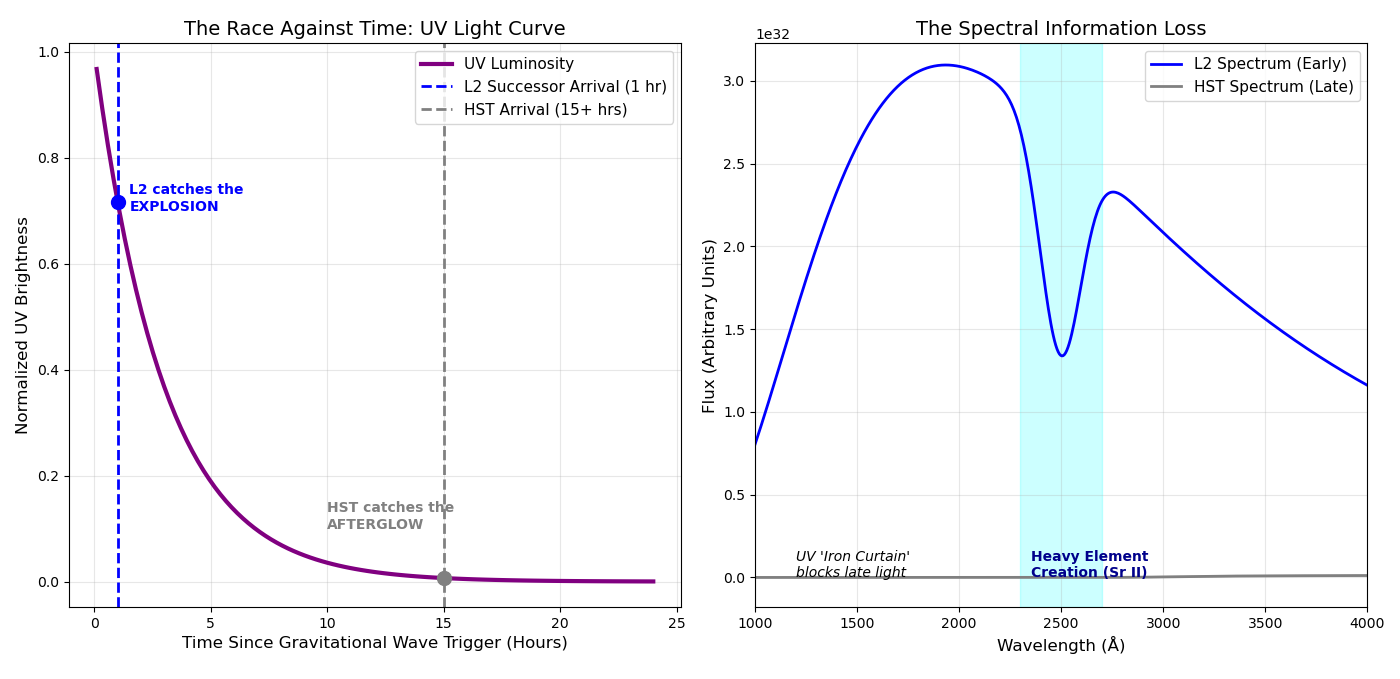 The Race Against Time: UV Light Curve
UV Luminosity
L2 Successor Arrival (1 hr)
HST Arrival (15+ hrs)
L2 catches the
EXPLOSION
HST catches the
AFTERGLOW
Normalized UV Brightness
1.0
0.8
0.6
0.4
0.2
0.0
0
5
10
15
20
25
Time Since Gravitational Wave Trigger (Hours)
The Spectral Information Loss
1e32
L2 Spectrum (Early)
HST Spectrum (Late)
UV 'Iron Curtain'
blocks late light
Heavy Element
Creation (Sr II)
Flux (Arbitrary Units)
3.0
2.5
2.0
1.5
1.0
0.5
0.0
1000
1500
2000
2500
3000
3500
4000
Wavelength (Å)